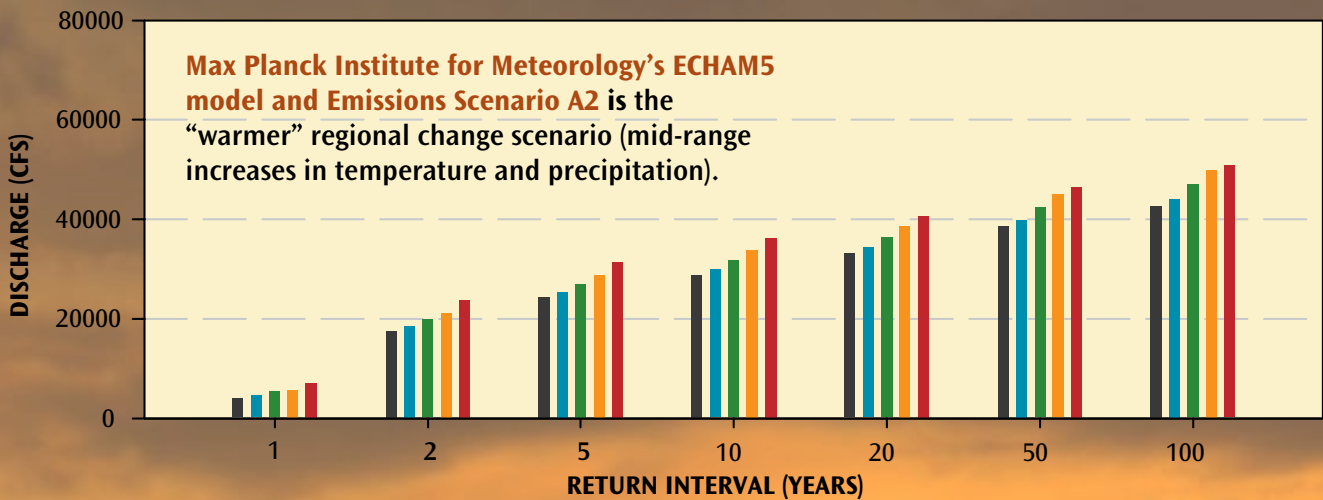 80000
60000
40000
20000
0
DISCHARGE (CFS)
Max Planck Institute for Meteorology’s ECHAM5
model and Emissions Scenario A2 is the
“warmer” regional change scenario (mid-range
increases in temperature and precipitation).
1 2 5 10 20 50 100
RETURN INTERVAL (YEARS)